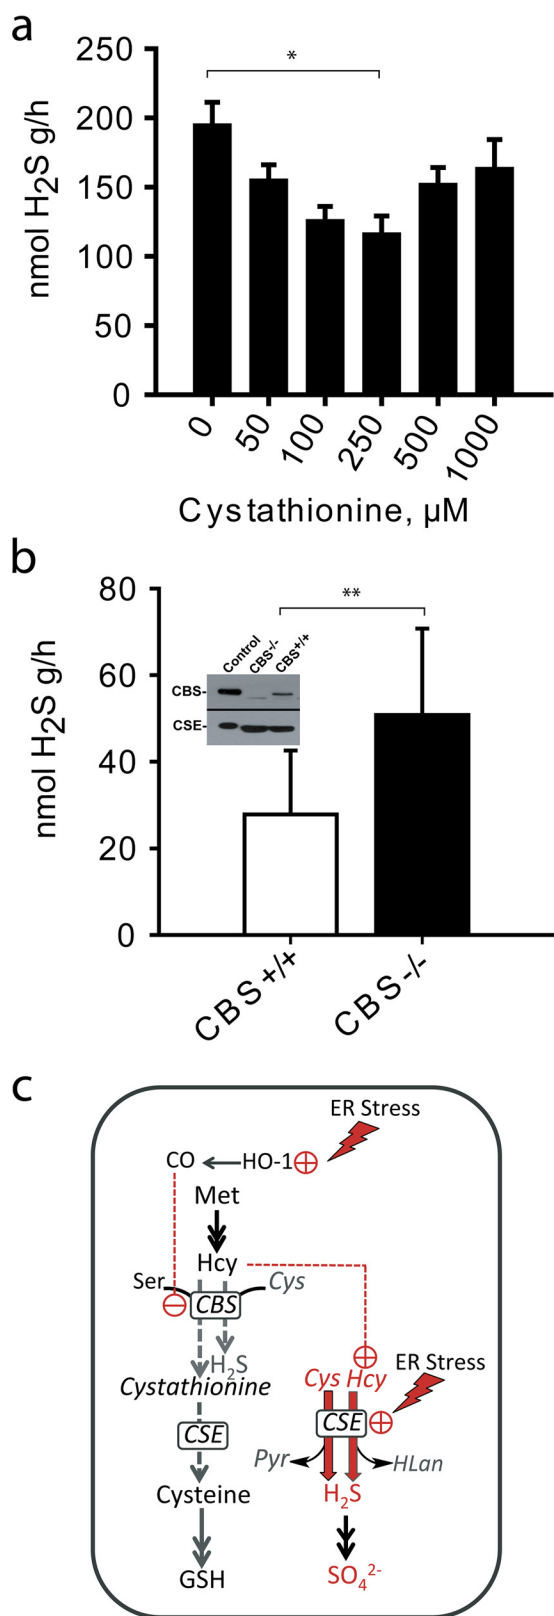 a
250
200
150
100
50
0
nmol H₂S g/h
*
0
50
100
250
500
1000
Cystathionine, µM
b
80
60
40
20
0
nmol H₂S g/h
**
Control
CBS-/-
CBS+/+
CBS-
CSE-
CBS+/+
CBS-/-
c
ER Stress
CO
HO-1
Met
Hcy
Ser
Cys
CBS
H₂S
Cystathionine
ER Stress
Cys Hcy
CSE
CSE
Pyr
HLan
Cysteine
H₂S
GSH
SO₄²⁻